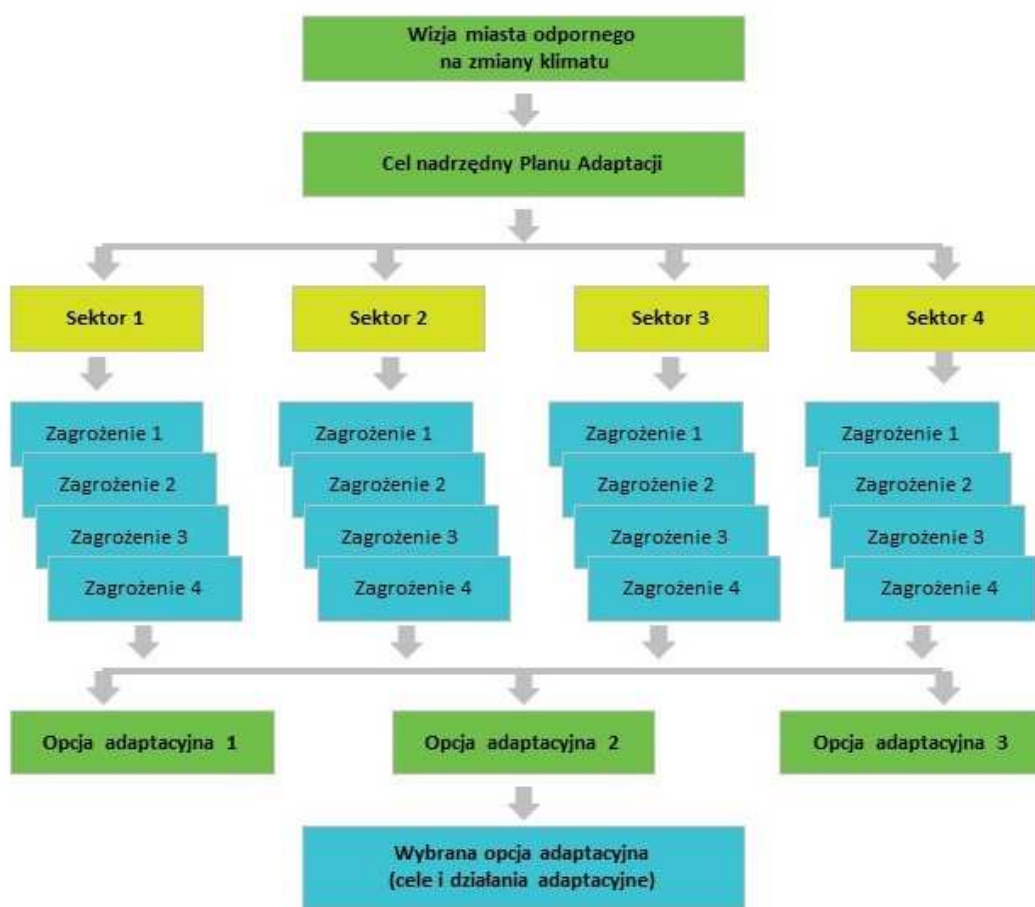 Wizja miasta odpornego
na zmiany klimatu
Cel nadrzędny Planu Adaptacji
Sektor 1
Sektor 2
Sektor 3
Sektor 4
Zagrożenie 1
Zagrożenie 2
Zagrożenie 3
Zagrożenie 4
Zagrożenie 1
Zagrożenie 2
Zagrożenie 3
Zagrożenie 4
Zagrożenie 1
Zagrożenie 2
Zagrożenie 3
Zagrożenie 4
Zagrożenie 1
Zagrożenie 2
Zagrożenie 3
Zagrożenie 4
Opcja adaptacyjna 1
Opcja adaptacyjna 2
Opcja adaptacyjna 3
Wybrana opcja adaptacyjna
(cele i działania adaptacyjne)